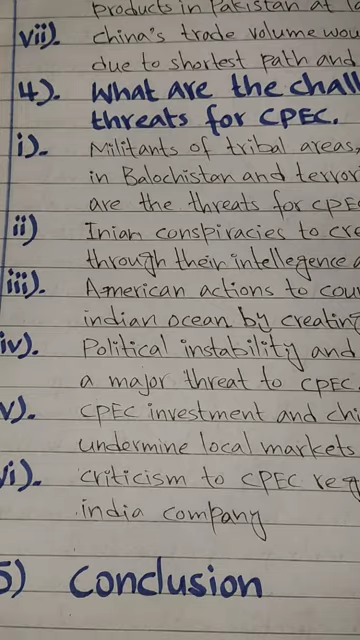 products in Pakistan at
vii). China's trade volume wou
due to shortest path and
4). What are the chall
threats for CPEC.
i). Militants of tribal areas,
in Balochistan and terrori
are the threats for CPE
ii) Inian conspiracies to cre
through their intellegence a
iii). American actions to cou
indian ocean by creatin
iv). Political instability and
a major threat to CPEC.
v). CPEC investment and chi
undermine local markets
vi). criticism to CPEC reg
india company
5) Conclusion